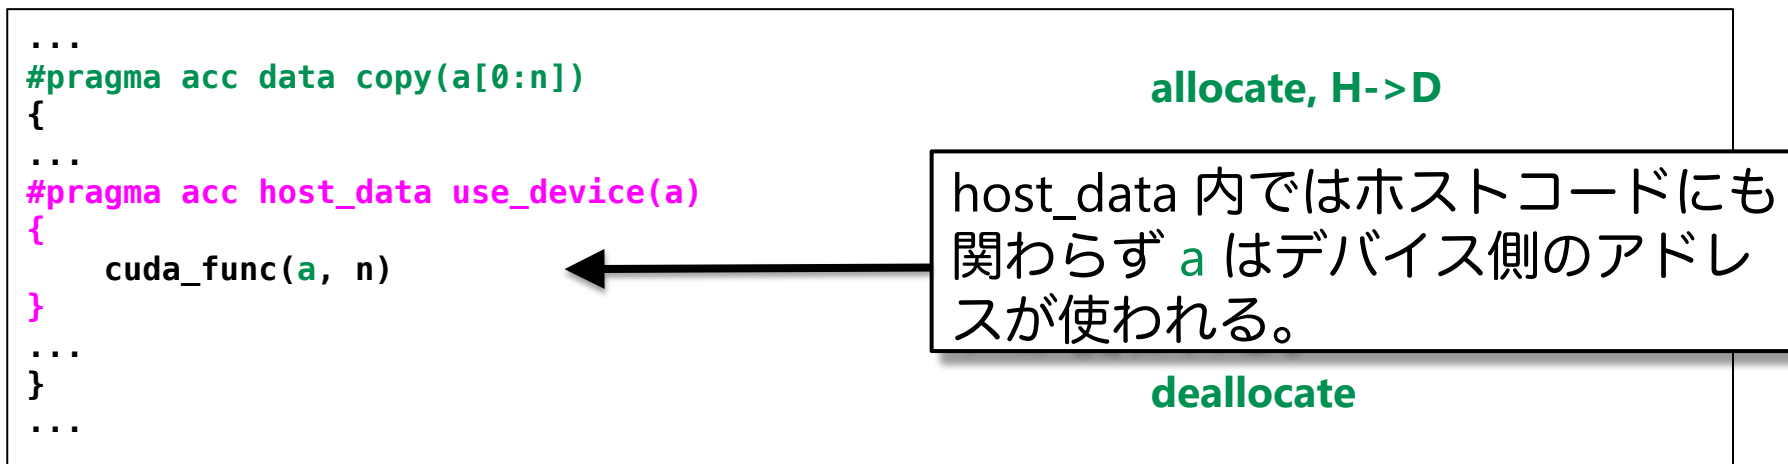 ...
#pragma acc data copy(a[0:n])
allocate, H->D
{
...
#pragma acc host_data use_device(a)
{
cuda_func(a, n)
}
...
}
...
host_data 内ではホストコードにも
関わらず a はデバイス側のアドレ
スが使われる。
deallocate